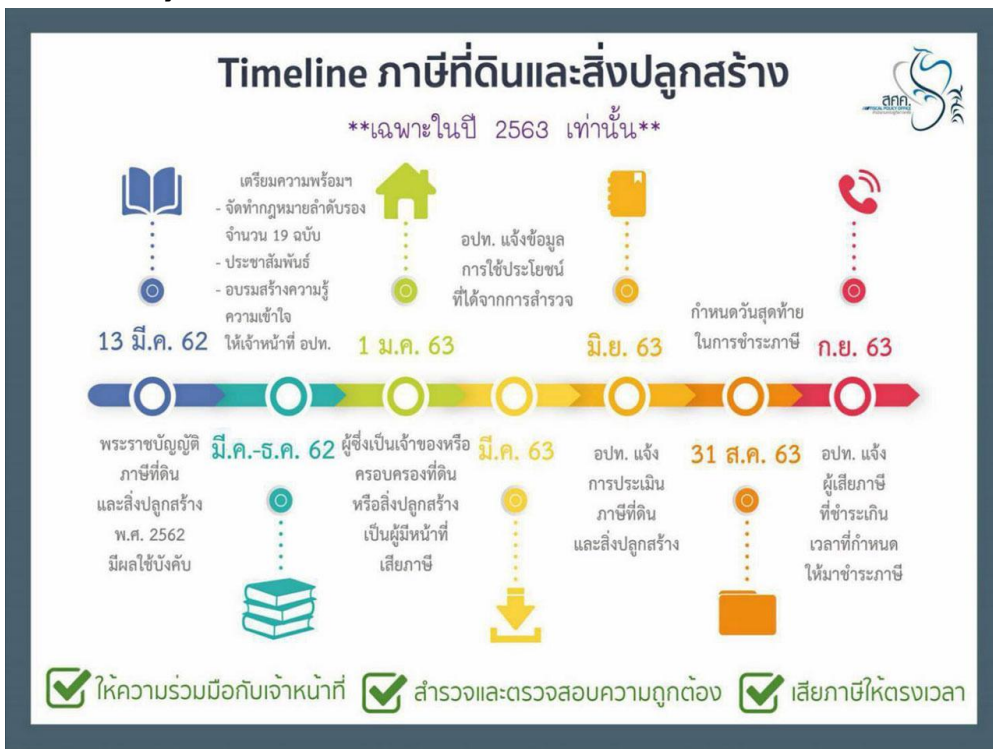 Timeline ภาษีที่ดินและสิ่งปลูกสร้าง
**เฉพาะในปี 2563 เท่านั้น**
สศค.
FISCAL POLICY OFFICE
13 มี.ค. 62
พระราชบัญญัติ
ภาษีที่ดิน
และสิ่งปลูกสร้าง
พ.ศ. 2562
มีผลใช้บังคับ
เตรียมความพร้อมฯ
- จัดทำกฎหมายลำดับรอง
จำนวน 19 ฉบับ
- ประชาสัมพันธ์
- อบรมสร้างความรู้
ความเข้าใจ
ให้เจ้าหน้าที่ อปท.
มี.ค.-ธ.ค. 62
1 ม.ค. 63
ผู้ซึ่งเป็นเจ้าของหรือ
ครอบครองที่ดิน
หรือสิ่งปลูกสร้าง
เป็นผู้มีหน้าที่
เสียภาษี
อปท. แจ้งข้อมูล
การใช้ประโยชน์
ที่ได้จากการสำรวจ
มี.ค. 63
มิ.ย. 63
อปท. แจ้ง
การประเมิน
ภาษีที่ดิน
และสิ่งปลูกสร้าง
กำหนดวันสุดท้าย
ในการชำระภาษี
31 ส.ค. 63
ก.ย. 63
อปท. แจ้ง
ผู้เสียภาษี
ที่ชำระเกิน
เวลาที่กำหนด
ให้มาชำระภาษี
ให้ความร่วมมือกับเจ้าหน้าที่
สำรวจและตรวจสอบความถูกต้อง
เสียภาษีให้ตรงเวลา